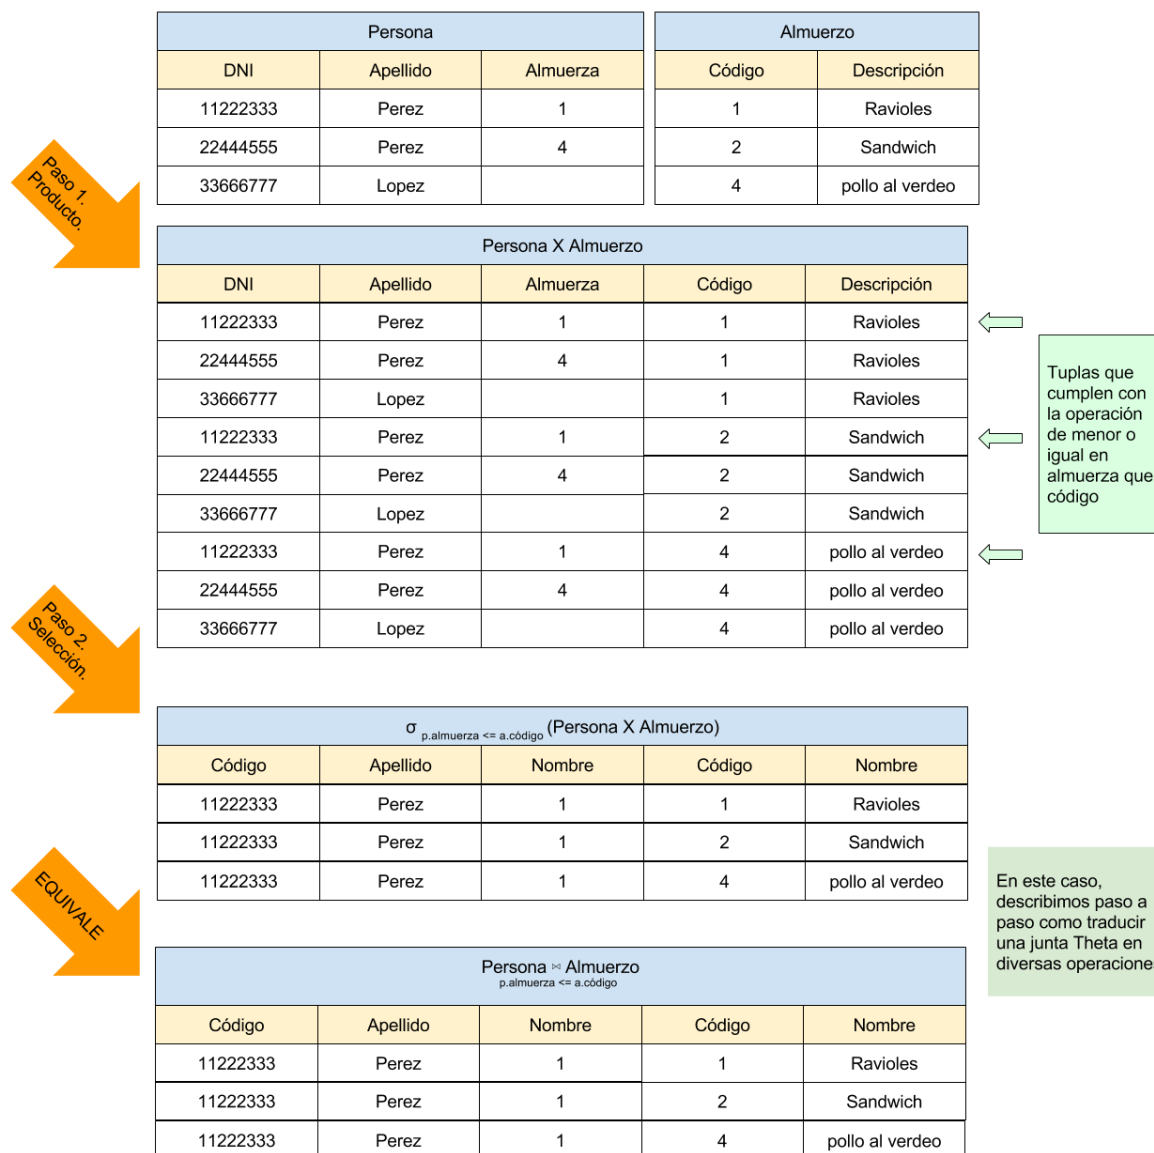 Persona
Almuerzo
DNI Apellido Almuerza
Código Descripción
11222333 Perez 1
1 Ravioles
22444555 Perez 4
2 Sandwich
33666777 Lopez
4 pollo al verdeo
Paso 1.
Producto.
Persona X Almuerzo
DNI Apellido Almuerza Código Descripción
11222333 Perez 1 1 Ravioles
22444555 Perez 4 1 Ravioles
33666777 Lopez 1 Ravioles
11222333 Perez 1 2 Sandwich
22444555 Perez 4 2 Sandwich
33666777 Lopez 2 Sandwich
11222333 Perez 1 4 pollo al verdeo
22444555 Perez 4 4 pollo al verdeo
33666777 Lopez 4 pollo al verdeo
Tuplas que
cumplen con
la operación
de menor o
igual en
almuerza que
código
Paso 2.
Selección.
σ p.almuerza <= a.código (Persona X Almuerzo)
Código Apellido Nombre Código Nombre
11222333 Perez 1 1 Ravioles
11222333 Perez 1 2 Sandwich
11222333 Perez 1 4 pollo al verdeo
EQUIVALE
En este caso,
describimos paso a
paso como traducir
una junta Theta en
diversas operacione
Persona ⋈ Almuerzo
p.almuerza <= a.código
Código Apellido Nombre Código Nombre
11222333 Perez 1 1 Ravioles
11222333 Perez 1 2 Sandwich
11222333 Perez 1 4 pollo al verdeo